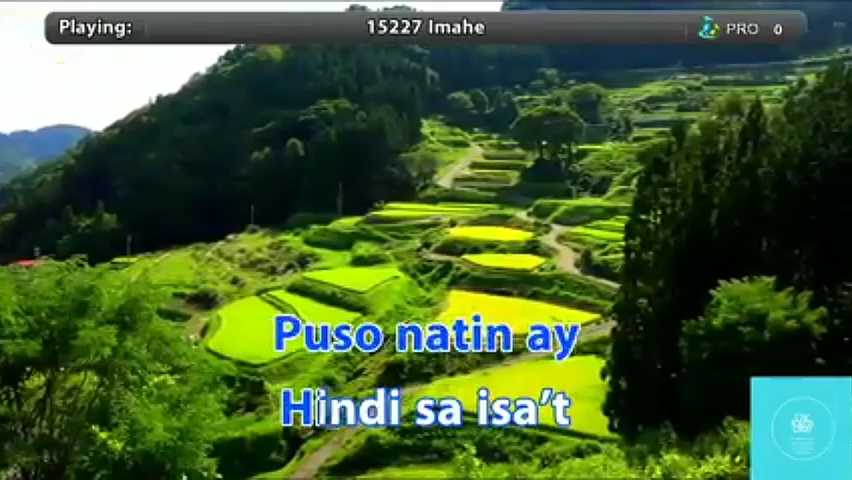 Playing:
15227 Imahe
PRO 0
Puso natin ay
Hindi sa isa't